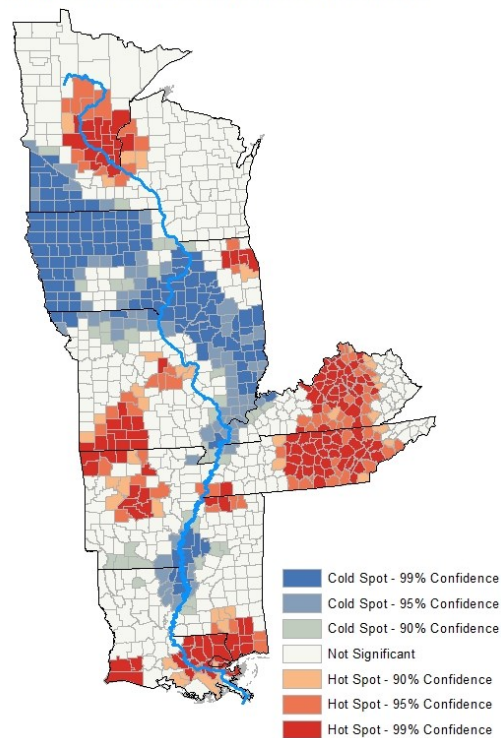 Cold Spot - 99% Confidence
Cold Spot - 95% Confidence
Cold Spot - 90% Confidence
Not Significant
Hot Spot - 90% Confidence
Hot Spot - 95% Confidence
Hot Spot - 99% Confidence